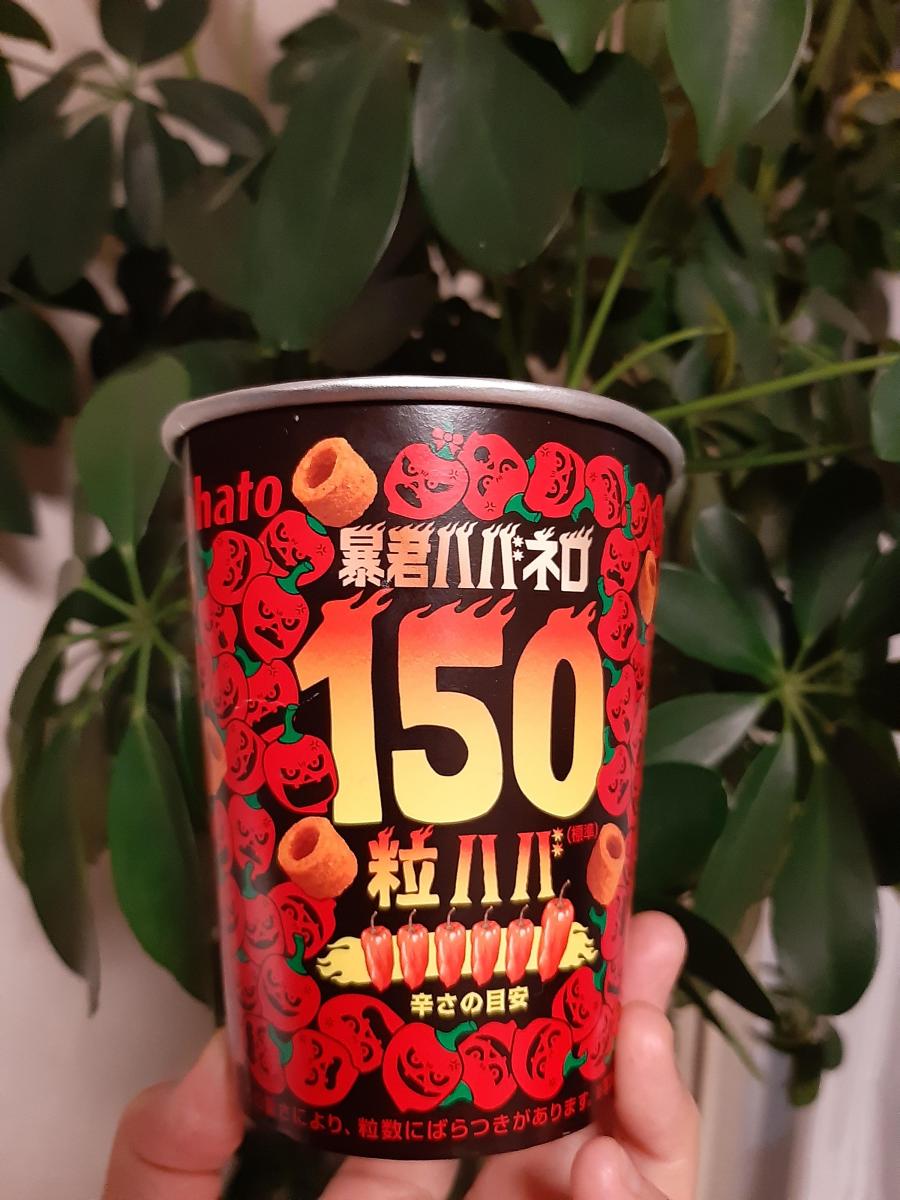 hato
暴君ハバネロ
150
粒ハバ
(標準)
辛さの目安
さにより、粒数にばらつきがあります。